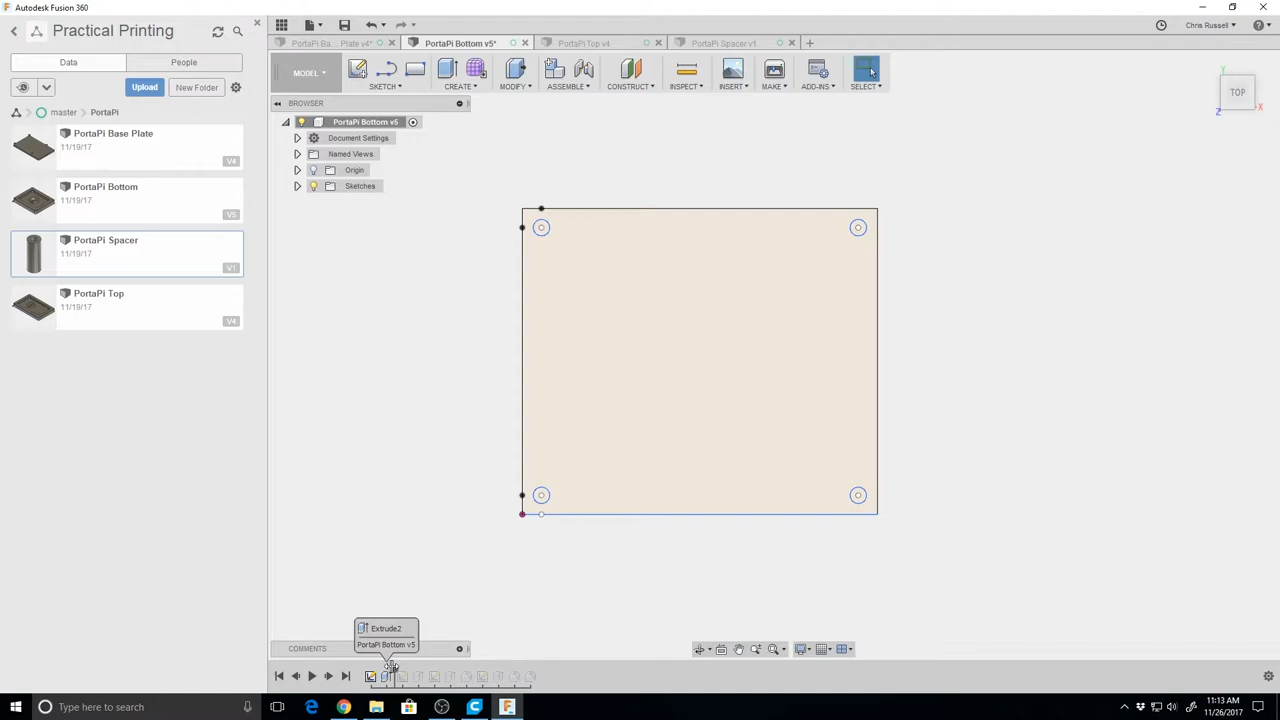 Autodesk Fusion 360
Practical Printing
Data
People
Upload
New Folder
master
PortaPi
PortaPi Base Plate
11/19/17
V4
PortaPi Bottom
11/19/17
V5
PortaPi Spacer
11/19/17
V1
PortaPi Top
11/19/17
V4
Chris Russell
PortaPi Ba... Plate v4*
PortaPi Bottom v5*
PortaPi Top v4
PortaPi Spacer v1
MODEL
SKETCH
CREATE
MODIFY
ASSEMBLE
CONSTRUCT
INSPECT
INSERT
MAKE
ADD-INS
SELECT
BROWSER
PortaPi Bottom v5
Document Settings
Named Views
Origin
Sketches
TOP
Y
X
Z
Extrude2
PortaPi Bottom v5
COMMENTS
Type here to search
11:13 AM
11/26/2017